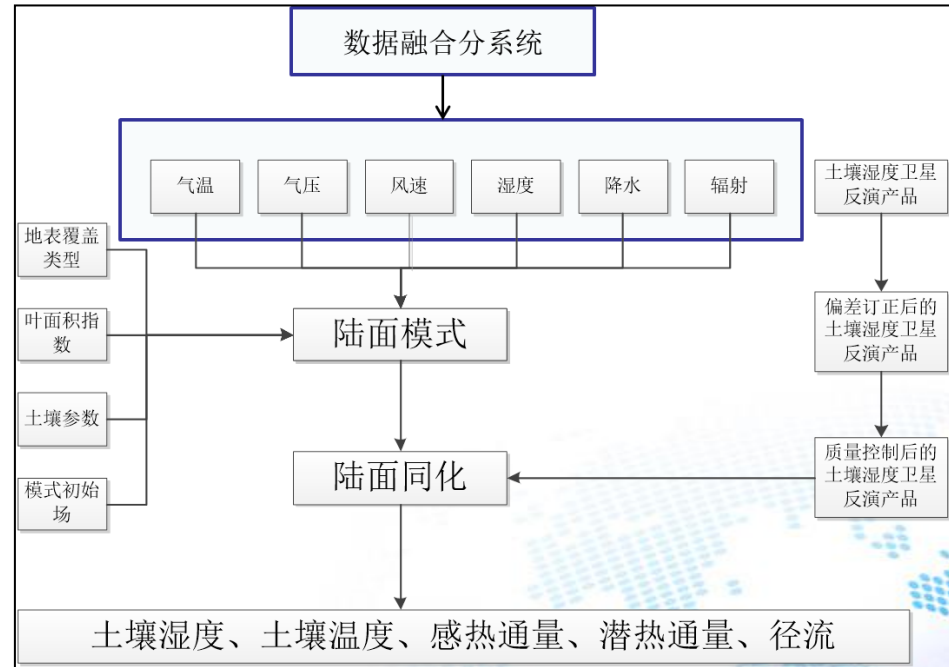 数据融合分系统
气温
气压
风速
湿度
降水
辐射
土壤湿度卫星
反演产品
地表覆盖
类型
叶面积指
数
土壤参数
模式初始
场
陆面模式
偏差订正后的
土壤湿度卫星
反演产品
陆面同化
质量控制后的
土壤湿度卫星
反演产品
土壤湿度、土壤温度、感热通量、潜热通量、径流